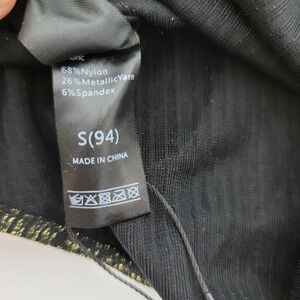 68%Nylon
26%MetallicYarn
6%Spandex
S(94)
MADE IN CHINA